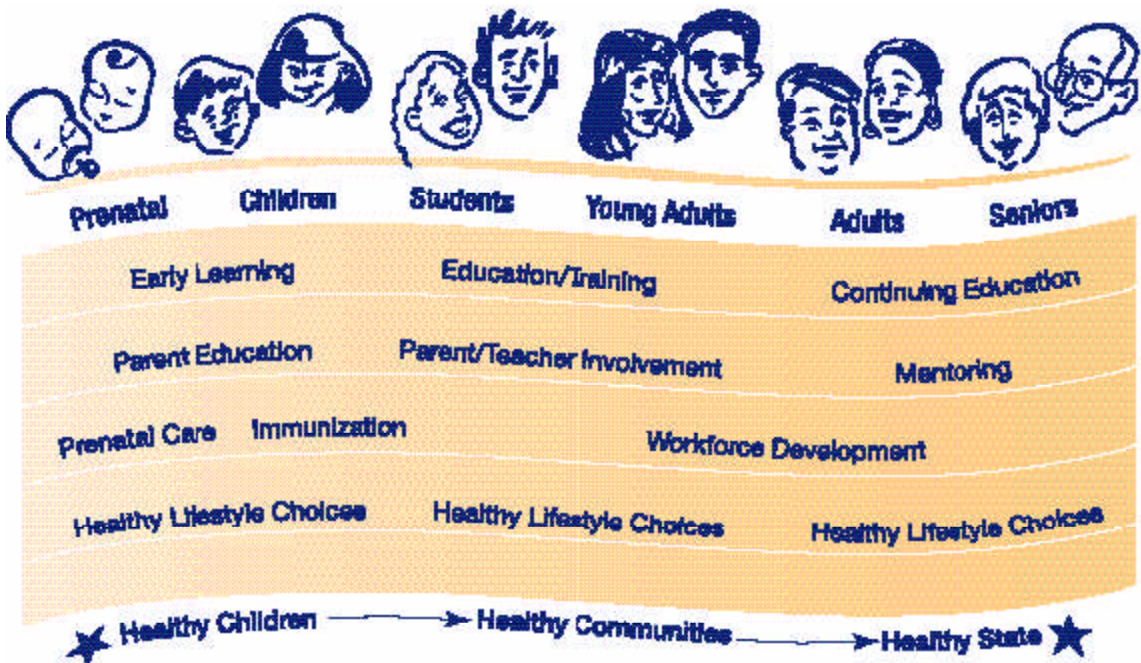 Prenatal Children Students Young Adults Adults Seniors
Early Learning Education/Training Continuing Education
Parent Education Parent/Teacher Involvement Mentoring
Prenatal Care Immunization Workforce Development
Healthy Lifestyle Choices Healthy Lifestyle Choices Healthy Lifestyle Choices
Healthy Children Healthy Communities Healthy State